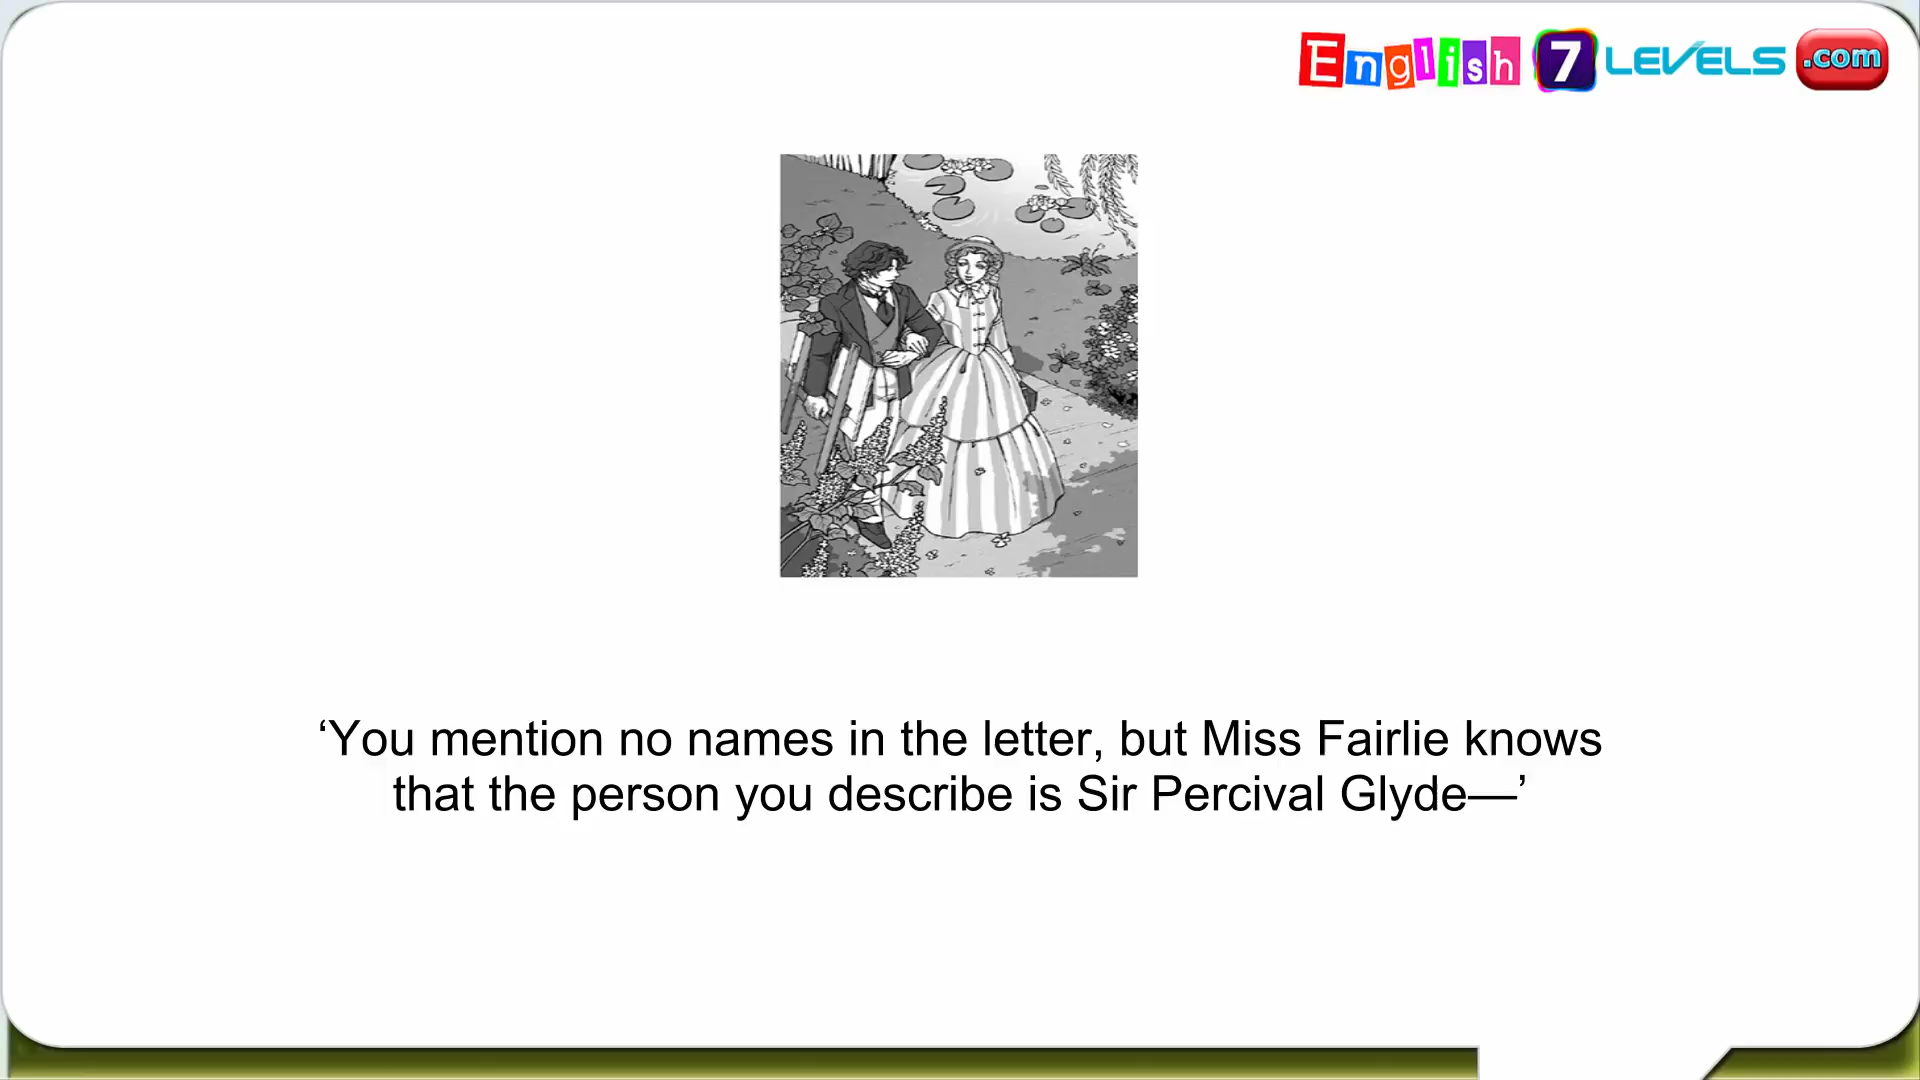 English 7 LEVELS .com
‘You mention no names in the letter, but Miss Fairlie knows
that the person you describe is Sir Percival Glyde—’